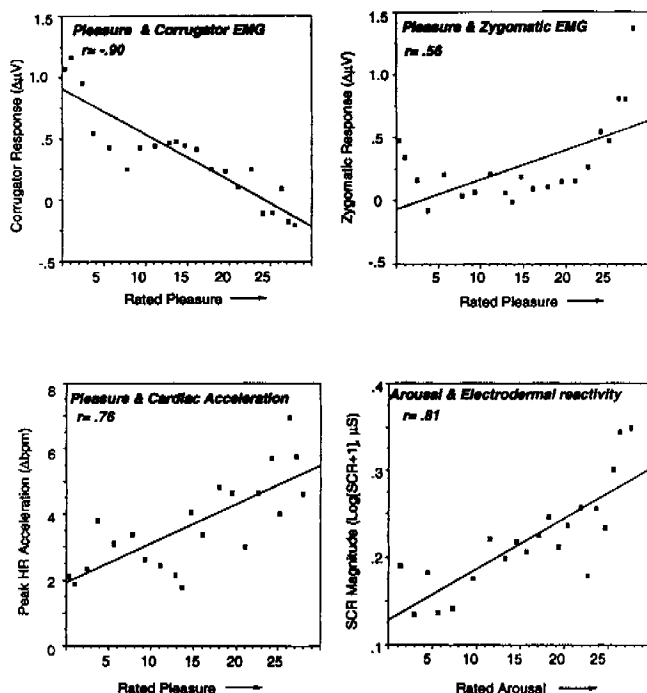 Pleasure & Corrugator EMG
r= -.90
1.0
.5
0
-.5
Corrugator Response (ΔµV)
5 10 15 20 25
Rated Pleasure
1.5
Pleasure & Zygomatic EMG
r= .56
1.0
.5
0
-.5
Zygomatic Response (ΔµV)
0 5 10 15 20 25
Rated Pleasure
8
Pleasure & Cardiac Acceleration
r= .76
6
4
2
0
Peak HR Acceleration (Δbpm)
0 5 10 15 20 25
Rated Pleasure
.4
Arousal & Electrodermal reactivity
r= .81
.3
.2
.1
SCR Magnitude (Log[SCR+1], µS)
5 10 15 20 25
Rated Arousal